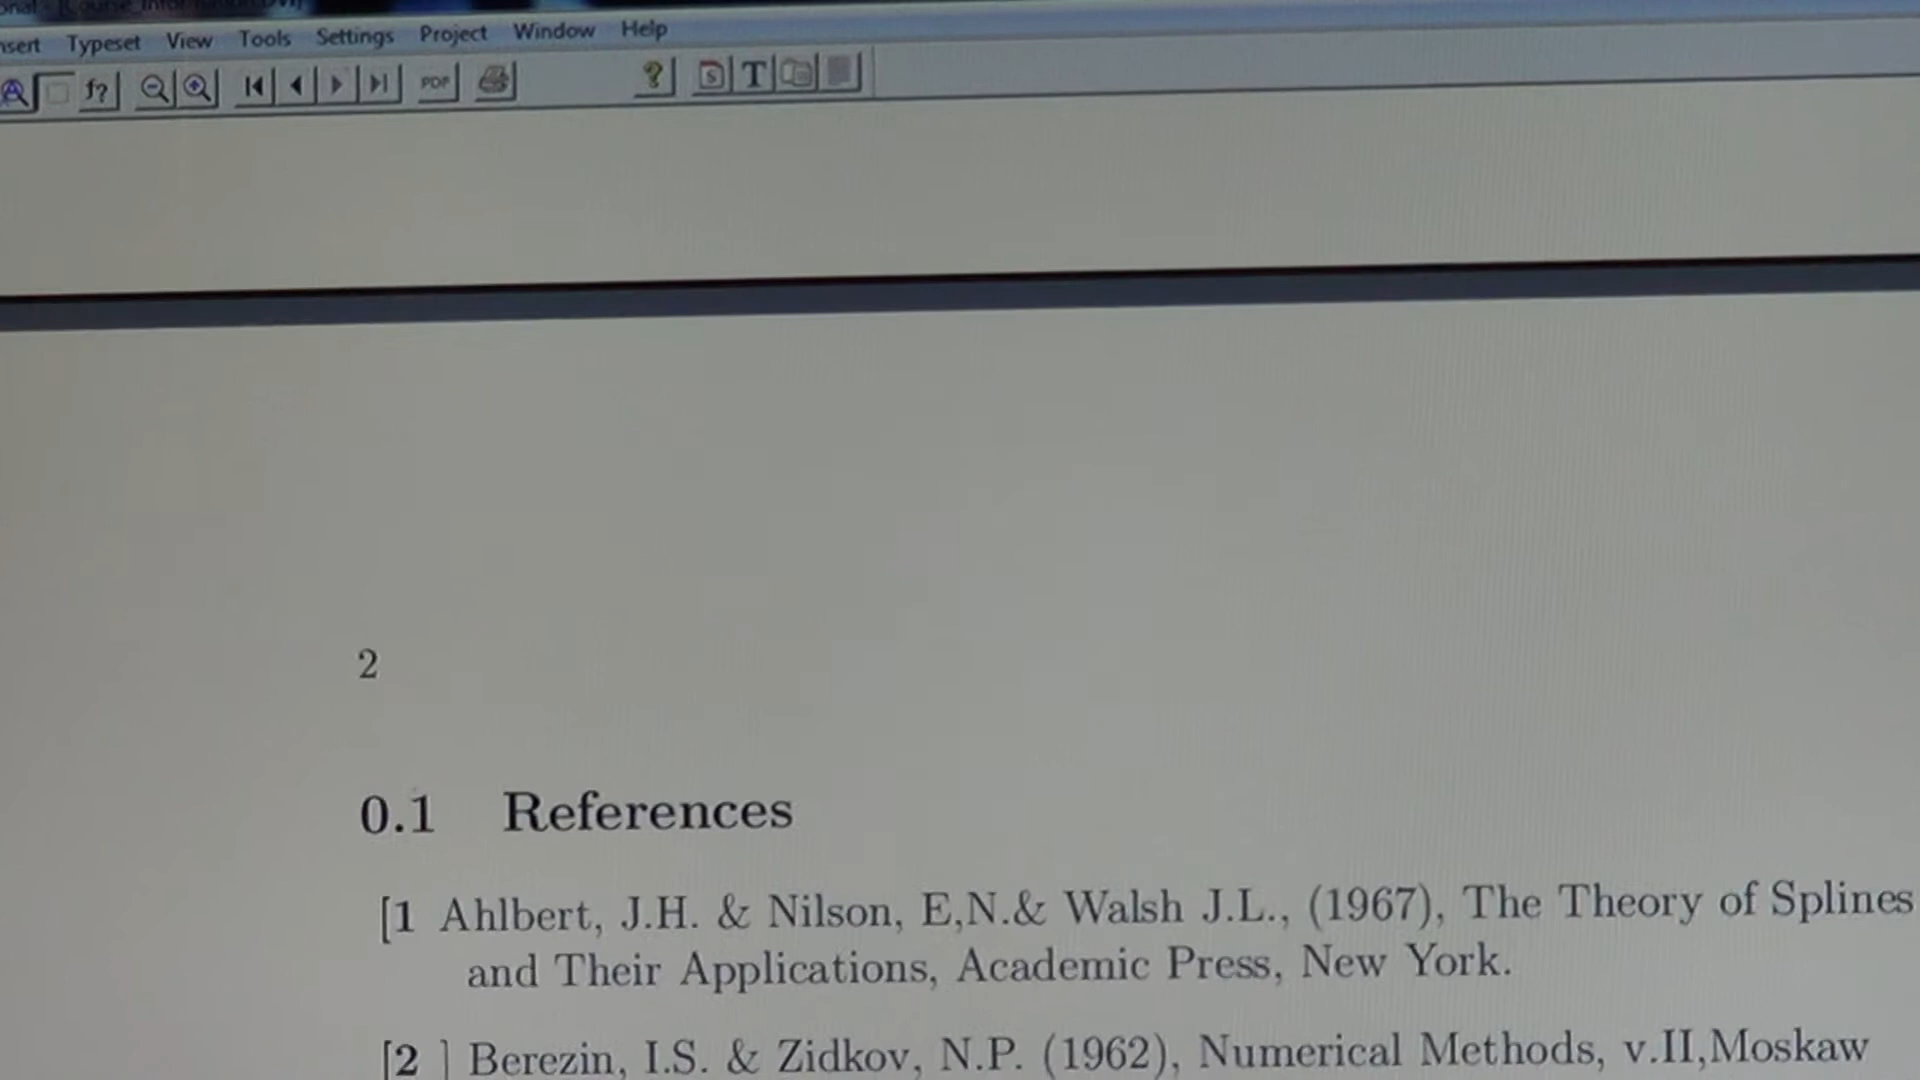 Typeset View Tools Settings Project Window Help
f? PDF ? S T
2
0.1 References
[1 Ahlbert, J.H. & Nilson, E,N.& Walsh J.L., (1967), The Theory of Splines
and Their Applications, Academic Press, New York.
[2 ] Berezin, I.S. & Zidkov, N.P. (1962), Numerical Methods, v.II,Moskaw